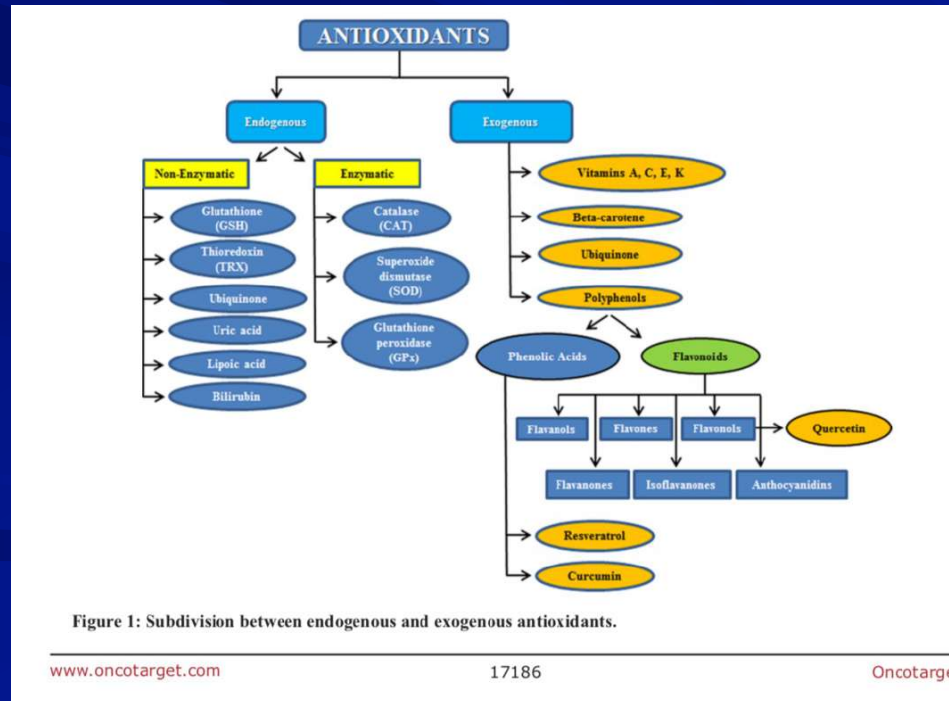 ANTIOXIDANTS
Endogenous
Exogenous
Non-Enzymatic
Enzymatic
Glutathione
(GSH)
Thioredoxin
(TRX)
Ubiquinone
Uric acid
Lipoic acid
Bilirubin
Catalase
(CAT)
Superoxide
dismutase
(SOD)
Glutathione
peroxidase
(GPx)
Vitamins A, C, E, K
Beta-carotene
Ubiquinone
Polyphenols
Phenolic Acids
Flavonoids
Flavanols
Flavones
Flavonols
Quercetin
Flavanones
Isoflavanones
Anthocyanidins
Resveratrol
Curcumin
Figure 1: Subdivision between endogenous and exogenous antioxidants.
www.oncotarget.com
17186
Oncotarge